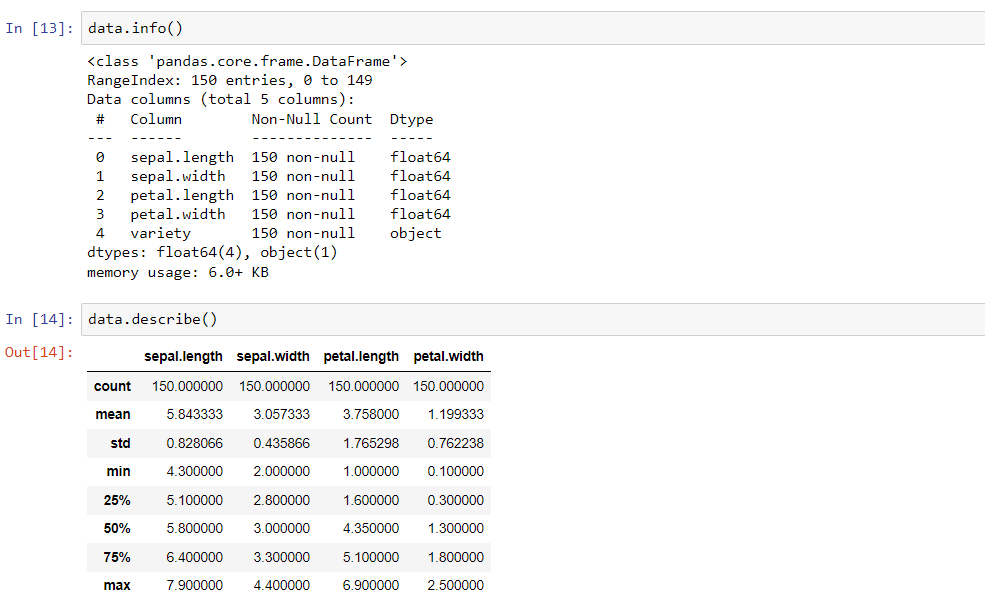 In [13]: data.info()
<class 'pandas.core.frame.DataFrame'>
RangeIndex: 150 entries, 0 to 149
Data columns (total 5 columns):
 #   Column        Non-Null Count  Dtype
---  ------        --------------  -----
 0   sepal.length  150 non-null    float64
 1   sepal.width   150 non-null    float64
 2   petal.length  150 non-null    float64
 3   petal.width   150 non-null    float64
 4   variety       150 non-null    object
dtypes: float64(4), object(1)
memory usage: 6.0+ KB
In [14]: data.describe()
Out[14]:
sepal.length sepal.width petal.length petal.width
count 150.000000 150.000000 150.000000 150.000000
mean 5.843333 3.057333 3.758000 1.199333
std 0.828066 0.435866 1.765298 0.762238
min 4.300000 2.000000 1.000000 0.100000
25% 5.100000 2.800000 1.600000 0.300000
50% 5.800000 3.000000 4.350000 1.300000
75% 6.400000 3.300000 5.100000 1.800000
max 7.900000 4.400000 6.900000 2.500000